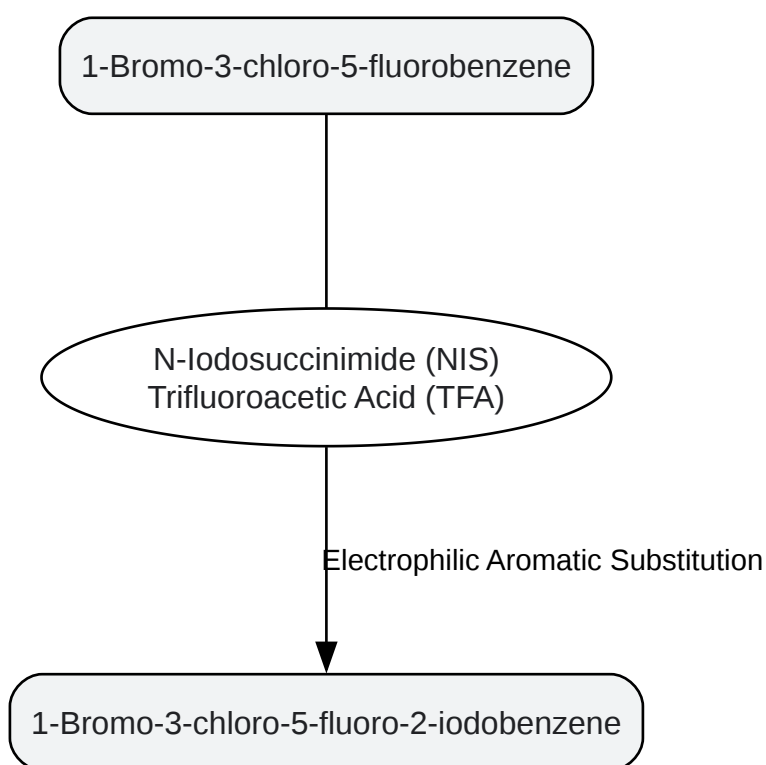 1-Bromo-3-chloro-5-fluorobenzene
N-Iodosuccinimide (NIS)
Trifluoroacetic Acid (TFA)
Electrophilic Aromatic Substitution
1-Bromo-3-chloro-5-fluoro-2-iodobenzene